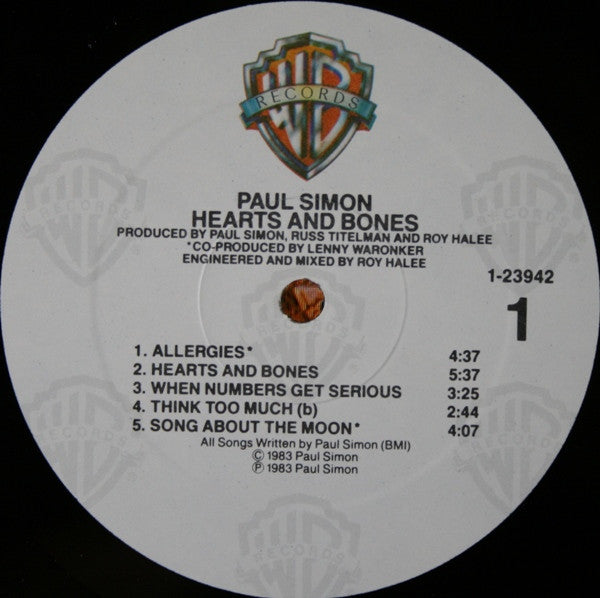 WB
RECORDS
PAUL SIMON
HEARTS AND BONES
PRODUCED BY PAUL SIMON, RUSS TITELMAN AND ROY HALEE
*CO-PRODUCED BY LENNY WARONKER
ENGINEERED AND MIXED BY ROY HALEE
1-23942
1
1. ALLERGIES* 4:37
2. HEARTS AND BONES 5:37
3. WHEN NUMBERS GET SERIOUS 3:25
4. THINK TOO MUCH (b) 2:44
5. SONG ABOUT THE MOON* 4:07
All Songs Written by Paul Simon (BMI)
© 1983 Paul Simon
℗ 1983 Paul Simon